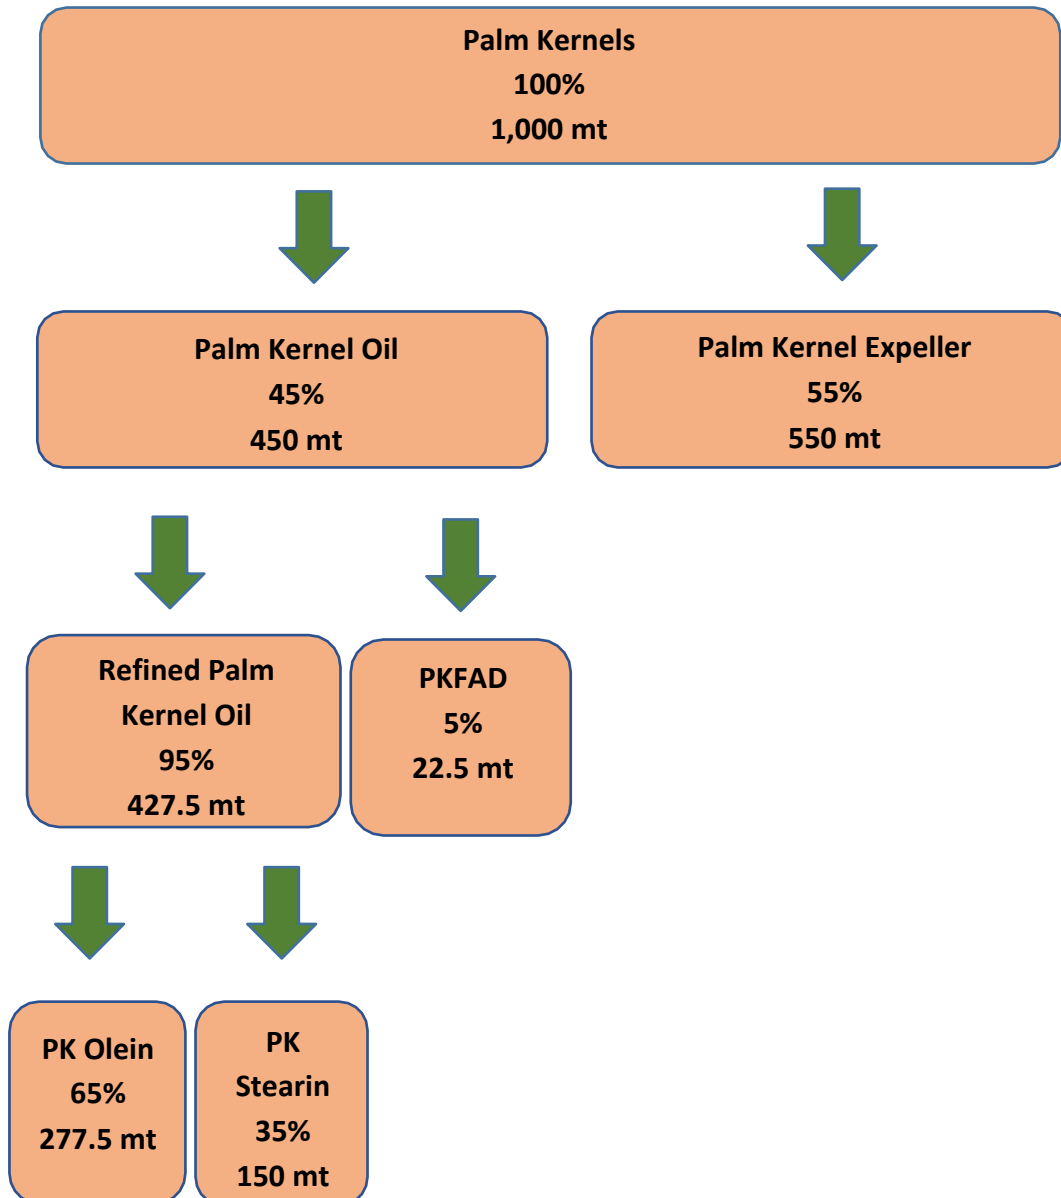 Palm Kernels
100%
1,000 mt
Palm Kernel Oil
45%
450 mt
Palm Kernel Expeller
55%
550 mt
Refined Palm
Kernel Oil
95%
427.5 mt
PKFAD
5%
22.5 mt
PK Olein
65%
277.5 mt
PK
Stearin
35%
150 mt